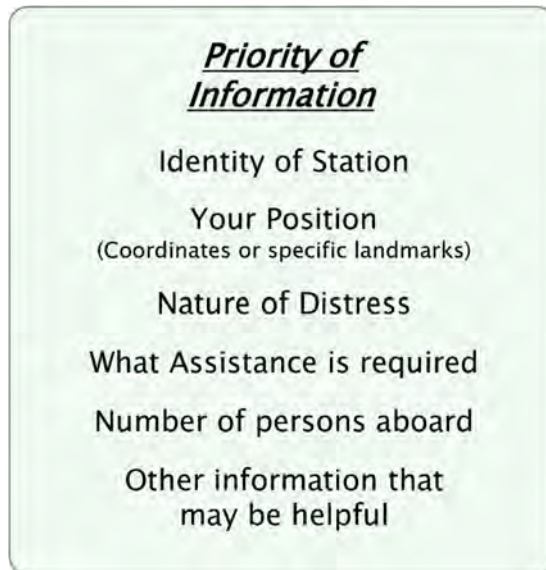 Priority of
Information
Identity of Station
Your Position
(Coordinates or specific landmarks)
Nature of Distress
What Assistance is required
Number of persons aboard
Other information that
may be helpful